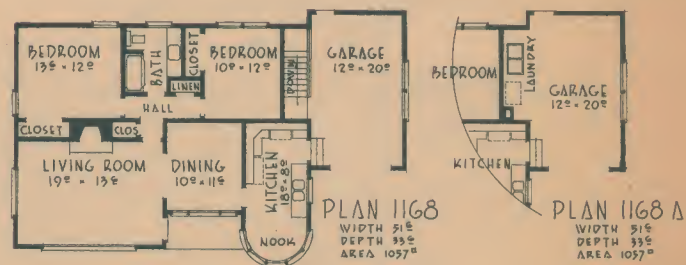 BEDROOM
13⁶ × 12⁰
BATH
CLOSET
BEDROOM
10⁰ × 12⁰
LINEN
DOWN
GARAGE
12⁰ × 20⁰
HALL
CLOSET
CLOS.
LIVING ROOM
19⁰ × 13⁶
DINING
10⁰ × 11⁶
KITCHEN
18⁰ × 8⁰
NOOK
PLAN 1168
WIDTH 51⁶
DEPTH 33⁶
AREA 1037□
BEDROOM
LAUNDRY
GARAGE
12⁰ × 20⁰
KITCHEN
PLAN 1168 A
WIDTH 51⁶
DEPTH 33⁶
AREA 1037□